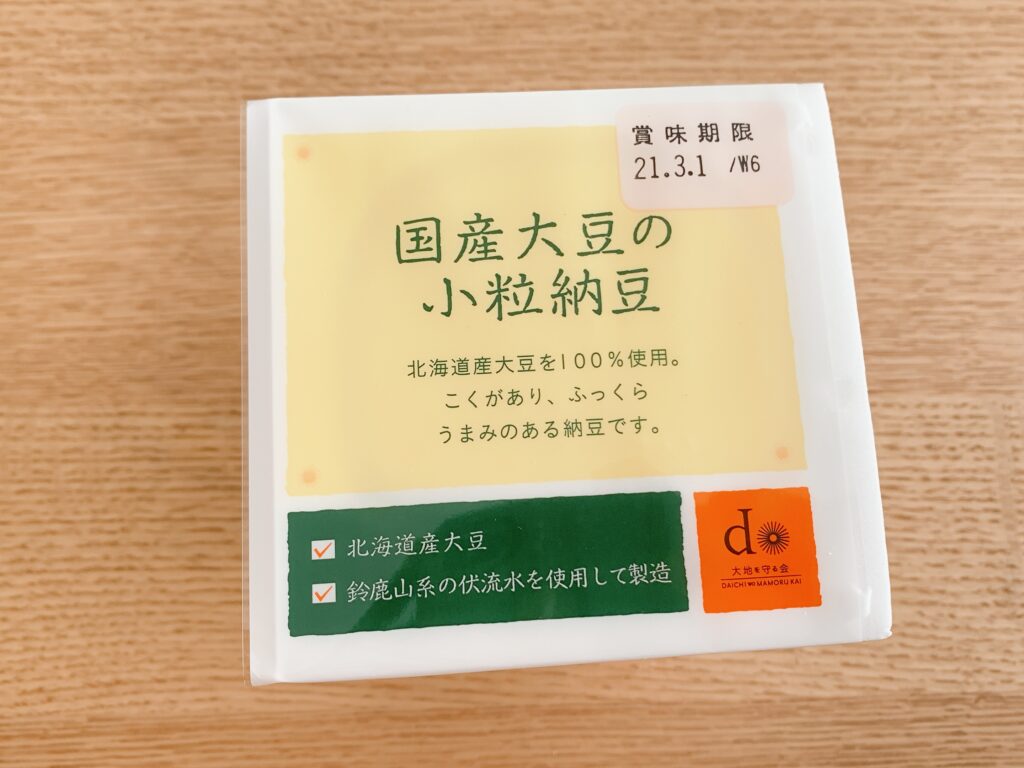 賞味期限
21.3.1 /W6
国産大豆の
小粒納豆
北海道産大豆を100%使用。
こくがあり、ふっくら
うまみのある納豆です。
北海道産大豆
鈴鹿山系の伏流水を使用して製造
do
大地を守る会
DAICHI WO MAMORU KAI